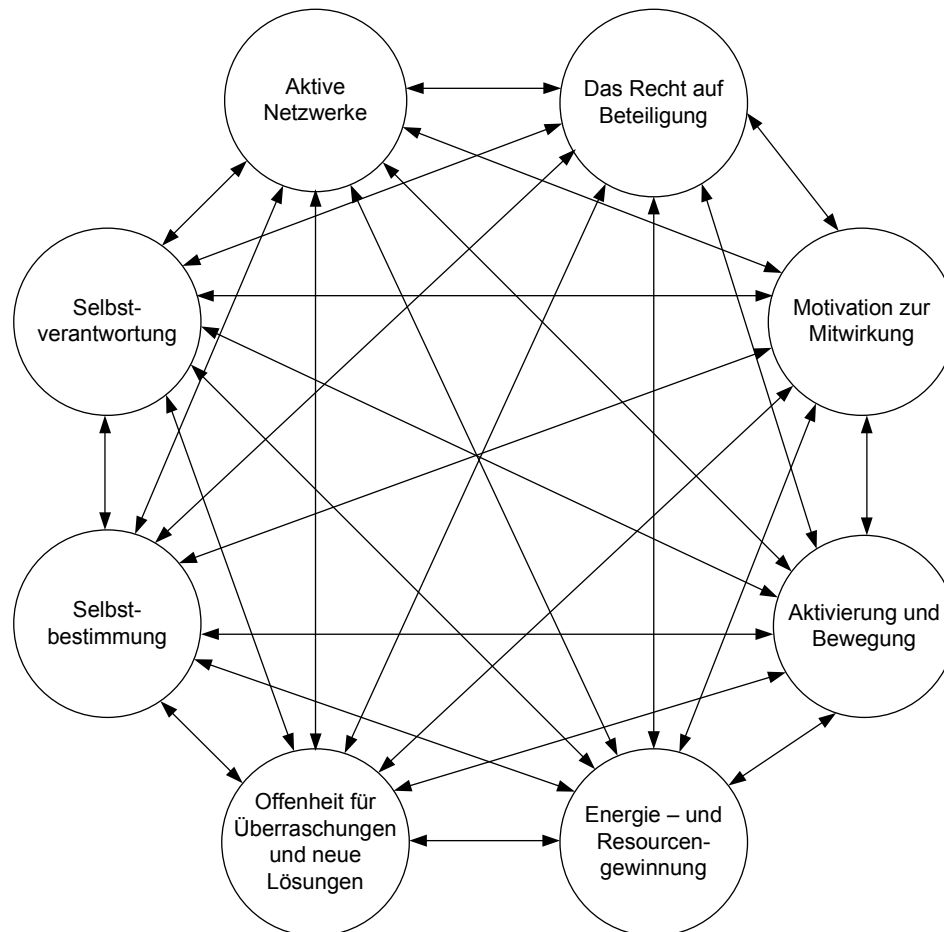 Aktive
Netzwerke
Das Recht auf
Beteiligung
Selbst-
verantwortung
Motivation zur
Mitwirkung
Selbst-
bestimmung
Aktivierung und
Bewegung
Offenheit für
Überraschungen
und neue
Lösungen
Energie – und
Resourcen-
gewinnung